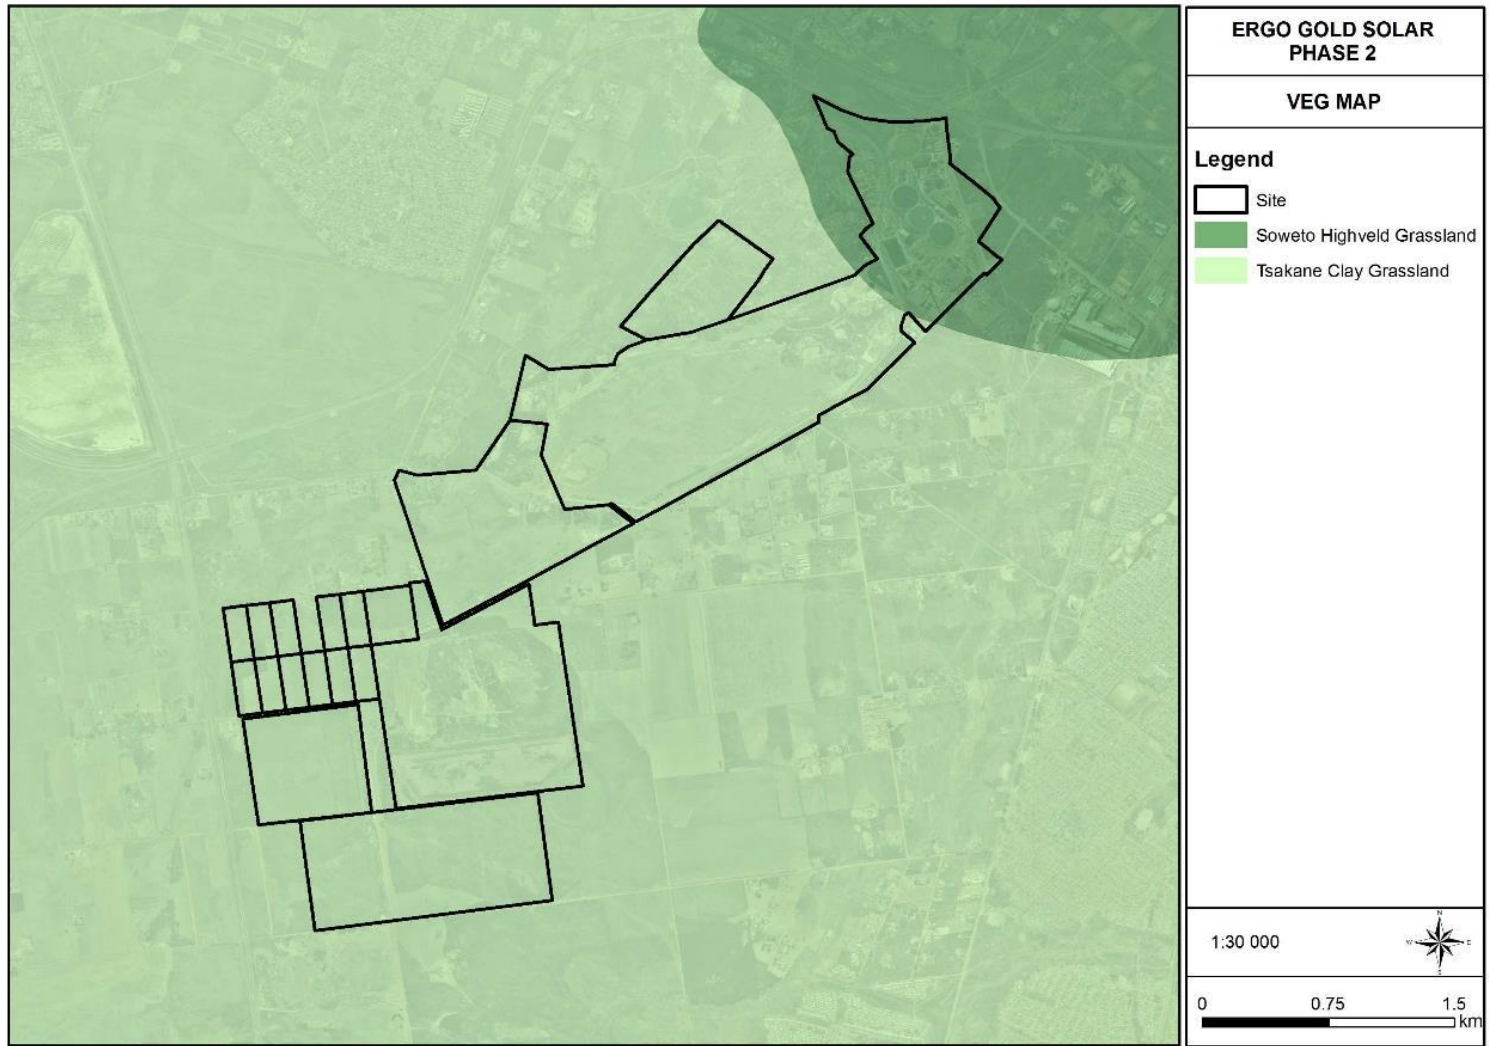 ERGO GOLD SOLAR
PHASE 2
VEG MAP
Legend
Site
Soweto Highveld Grassland
Tsakane Clay Grassland
1:30 000
N
W E
S
0 0.75 1.5
km